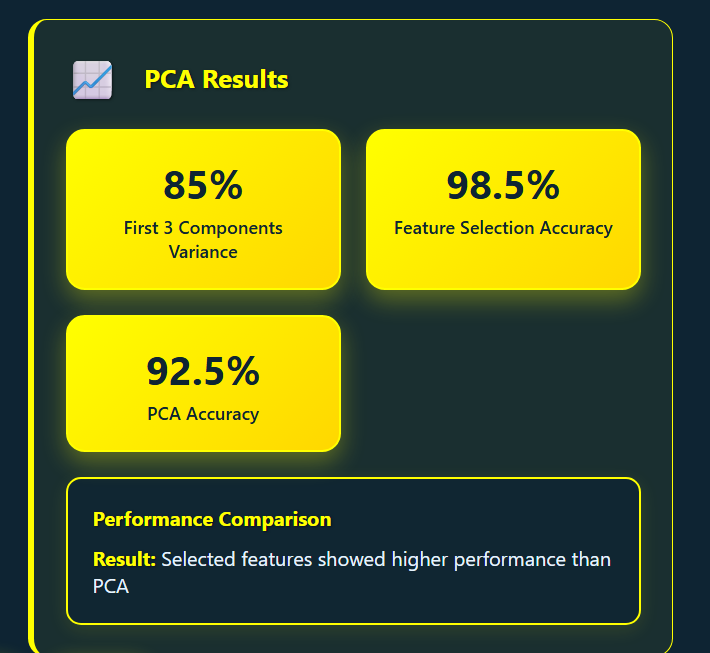 PCA Results
85%
First 3 Components
Variance
98.5%
Feature Selection Accuracy
92.5%
PCA Accuracy
Performance Comparison
Result: Selected features showed higher performance than
PCA